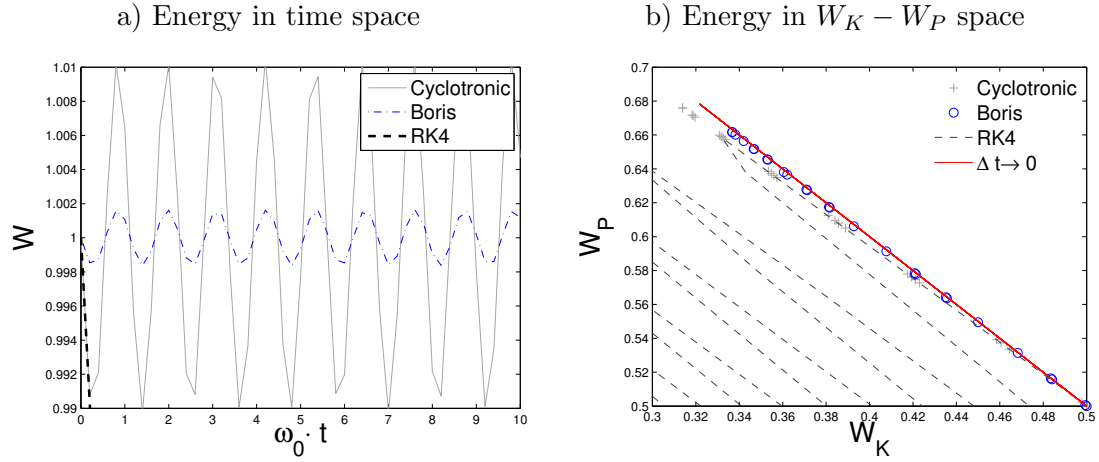 a) Energy in time space
b) Energy in W_K − W_P space
1.01
1.008
1.006
1.004
1.002
1
0.998
0.996
0.994
0.992
0.99
W
0 1 2 3 4 5 6 7 8 9 10
ω_0· t
Cyclotronic
Boris
RK4
0.7
0.68
0.66
0.64
0.62
0.6
0.58
0.56
0.54
0.52
0.5
W_P
0.3 0.32 0.34 0.36 0.38 0.4 0.42 0.44 0.46 0.48 0.5
W_K
Cyclotronic
Boris
RK4
Δ t→ 0